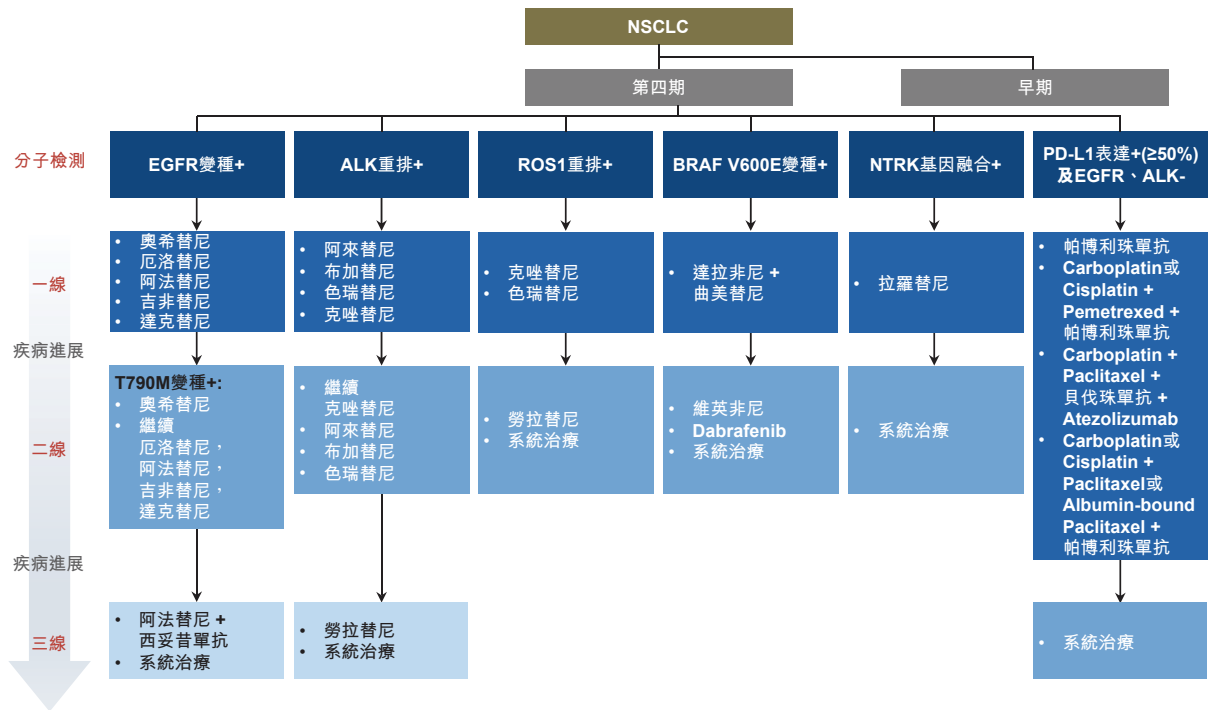 NSCLC
第四期
早期
分子檢測
EGFR變種+
ALK重排+
ROS1重排+
BRAF V600E變種+
NTRK基因融合+
PD-L1表達+(≥50%)
及EGFR、ALK-
一線
• 奧希替尼
• 厄洛替尼
• 阿法替尼
• 吉非替尼
• 達克替尼
• 阿來替尼
• 布加替尼
• 色瑞替尼
• 克唑替尼
• 克唑替尼
• 色瑞替尼
• 達拉非尼 +
曲美替尼
• 拉羅替尼
• 帕博利珠單抗
• Carboplatin或
Cisplatin +
Pemetrexed +
帕博利珠單抗
• Carboplatin +
Paclitaxel +
貝伐珠單抗 +
Atezolizumab
• Carboplatin或
Cisplatin +
Paclitaxel或
Albumin-bound
Paclitaxel +
帕博利珠單抗
疾病進展
二線
T790M變種+:
• 奧希替尼
• 繼續
厄洛替尼，
阿法替尼，
吉非替尼，
達克替尼
• 繼續
克唑替尼
• 阿來替尼
• 布加替尼
• 色瑞替尼
• 勞拉替尼
• 系統治療
• 維英非尼
• Dabrafenib
• 系統治療
• 系統治療
疾病進展
三線
• 阿法替尼 +
西妥昔單抗
• 系統治療
• 勞拉替尼
• 系統治療
• 系統治療